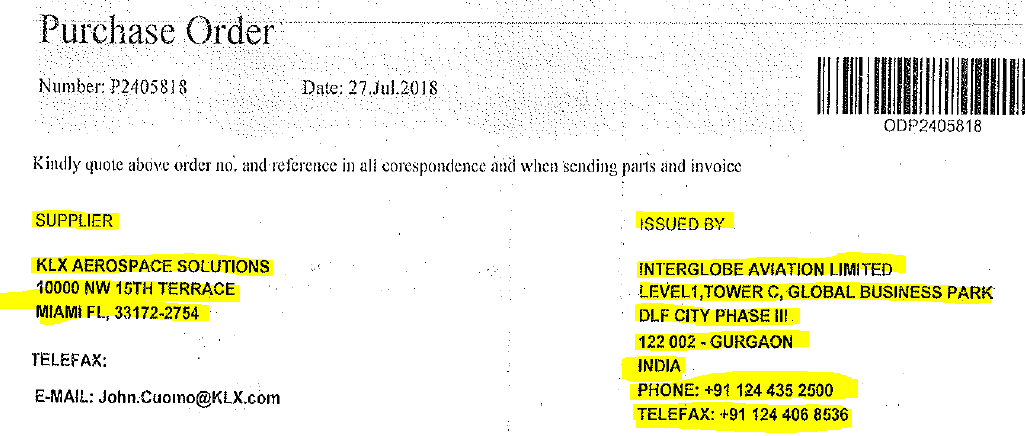 Purchase Order
Number: P2405818 Date: 27.Jul.2018
ODP2405818
Kindly quote above order no. and reference in all corespondence and when sending parts and invoice
SUPPLIER
KLX AEROSPACE SOLUTIONS
10000 NW 15TH TERRACE
MIAMI FL, 33172-2754
TELEFAX:
E-MAIL: John.Cuomo@KLX.com
ISSUED BY
INTERGLOBE AVIATION LIMITED
LEVEL1,TOWER C, GLOBAL BUSINESS PARK
DLF CITY PHASE III
122 002 - GURGAON
INDIA
PHONE: +91 124 435 2500
TELEFAX: +91 124 406 8536